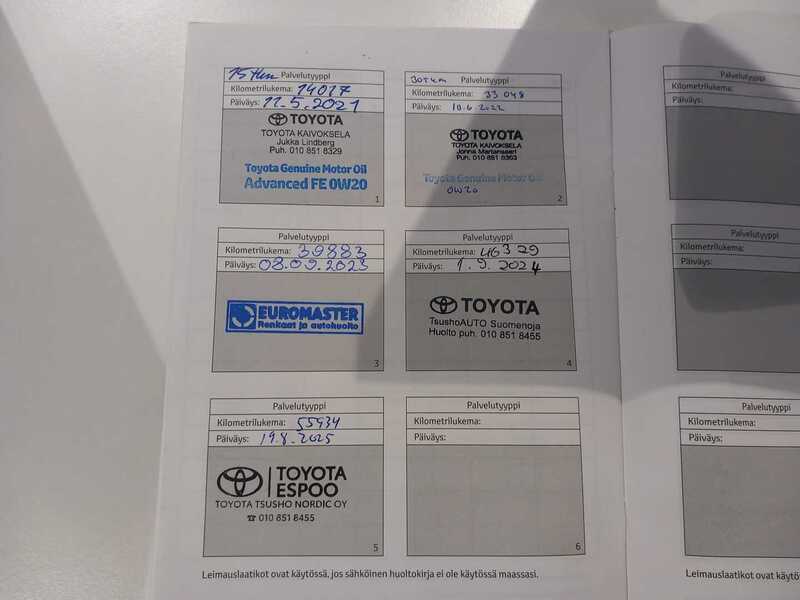 15 tkm Palvelutyyppi
Kilometrilukema: 14017
Päiväys: 11.5.2021
TOYOTA
TOYOTA KAIVOKSELA
Jukka Lindberg
Puh. 010 851 8329
Toyota Genuine Motor Oil
Advanced FE 0W20
1
30tkm Palvelutyyppi
Kilometrilukema: 33 048
Päiväys: 10.6.2022
TOYOTA
TOYOTA KAIVOKSELA
Puh. 010 851 8363
Toyota Genuine Motor Oil
0W20
2
Palvelutyyppi
Kilometrilukema: 39883
Päiväys: 08.09.2023
EUROMASTER
Renkaat ja autohuolto
3
Palvelutyyppi
Kilometrilukema: 46329
Päiväys: 1.9.2024
TOYOTA
TsushoAUTO Suomenoja
Huolto puh. 010 851 8455
4
Palvelutyyppi
Kilometrilukema: 55934
Päiväys: 19.8.2025
TOYOTA
ESPOO
TOYOTA TSUSHO NORDIC OY
☎ 010 851 8455
5
Palvelutyyppi
Kilometrilukema:
Päiväys:
6
Leimauslaatikot ovat käytössä, jos sähköinen huoltokirja ei ole käytössä maassasi.
Kilometrilukema:
Päiväys:
Kilometrilukema:
Päiväys:
Palvelutyyppi
Kilometrilukema:
Päiväys:
Leimauslaatikot ovat käytö